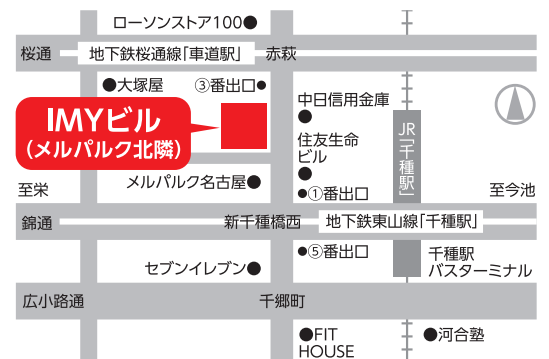 ローソンストア100
桜通
地下鉄桜通線「車道駅」
赤萩
大塚屋
③番出口
中日信用金庫
IMYビル
(メルパルク北隣)
住友生命
ビル
JR「千種駅」
メルパルク名古屋
①番出口
至栄
至今池
錦通
新千種橋西
地下鉄東山線「千種駅」
⑤番出口
千種駅
バスターミナル
セブンイレブン
広小路通
千郷町
FIT
HOUSE
河合塾